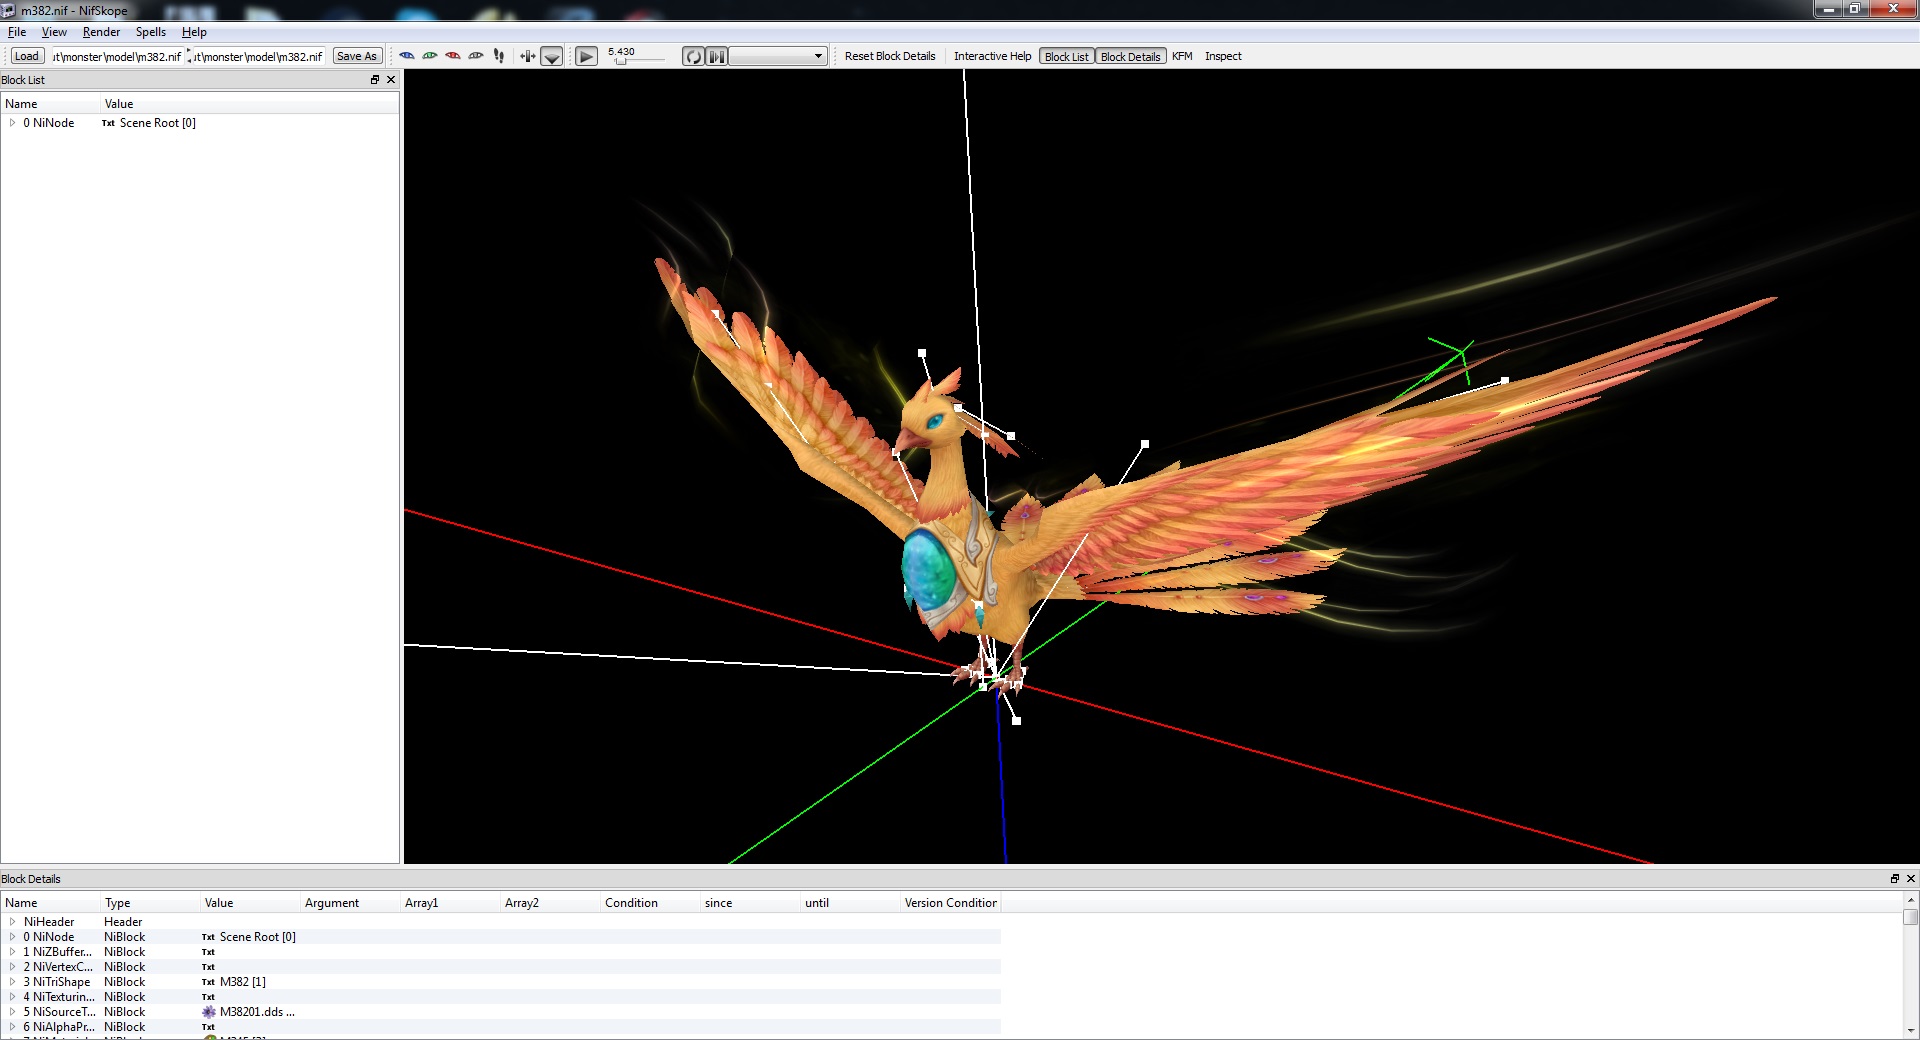 m382.nif - NifSkope
File View Render Spells Help
Load ıt\monster\model\m382.nif ıt\monster\model\m382.nif Save As 5.430 Reset Block Details Interactive Help Block List Block Details KFM Inspect
Block List
Name Value
0 NiNode Txt Scene Root [0]
Block Details
Name Type Value Argument Array1 Array2 Condition since until Version Condition
NiHeader Header
0 NiNode NiBlock Txt Scene Root [0]
1 NiZBuffer... NiBlock Txt
2 NiVertexC... NiBlock Txt
3 NiTriShape NiBlock Txt M382 [1]
4 NiTexturin... NiBlock Txt
5 NiSourceT... NiBlock M38201.dds ...
6 NiAlphaPr... NiBlock Txt